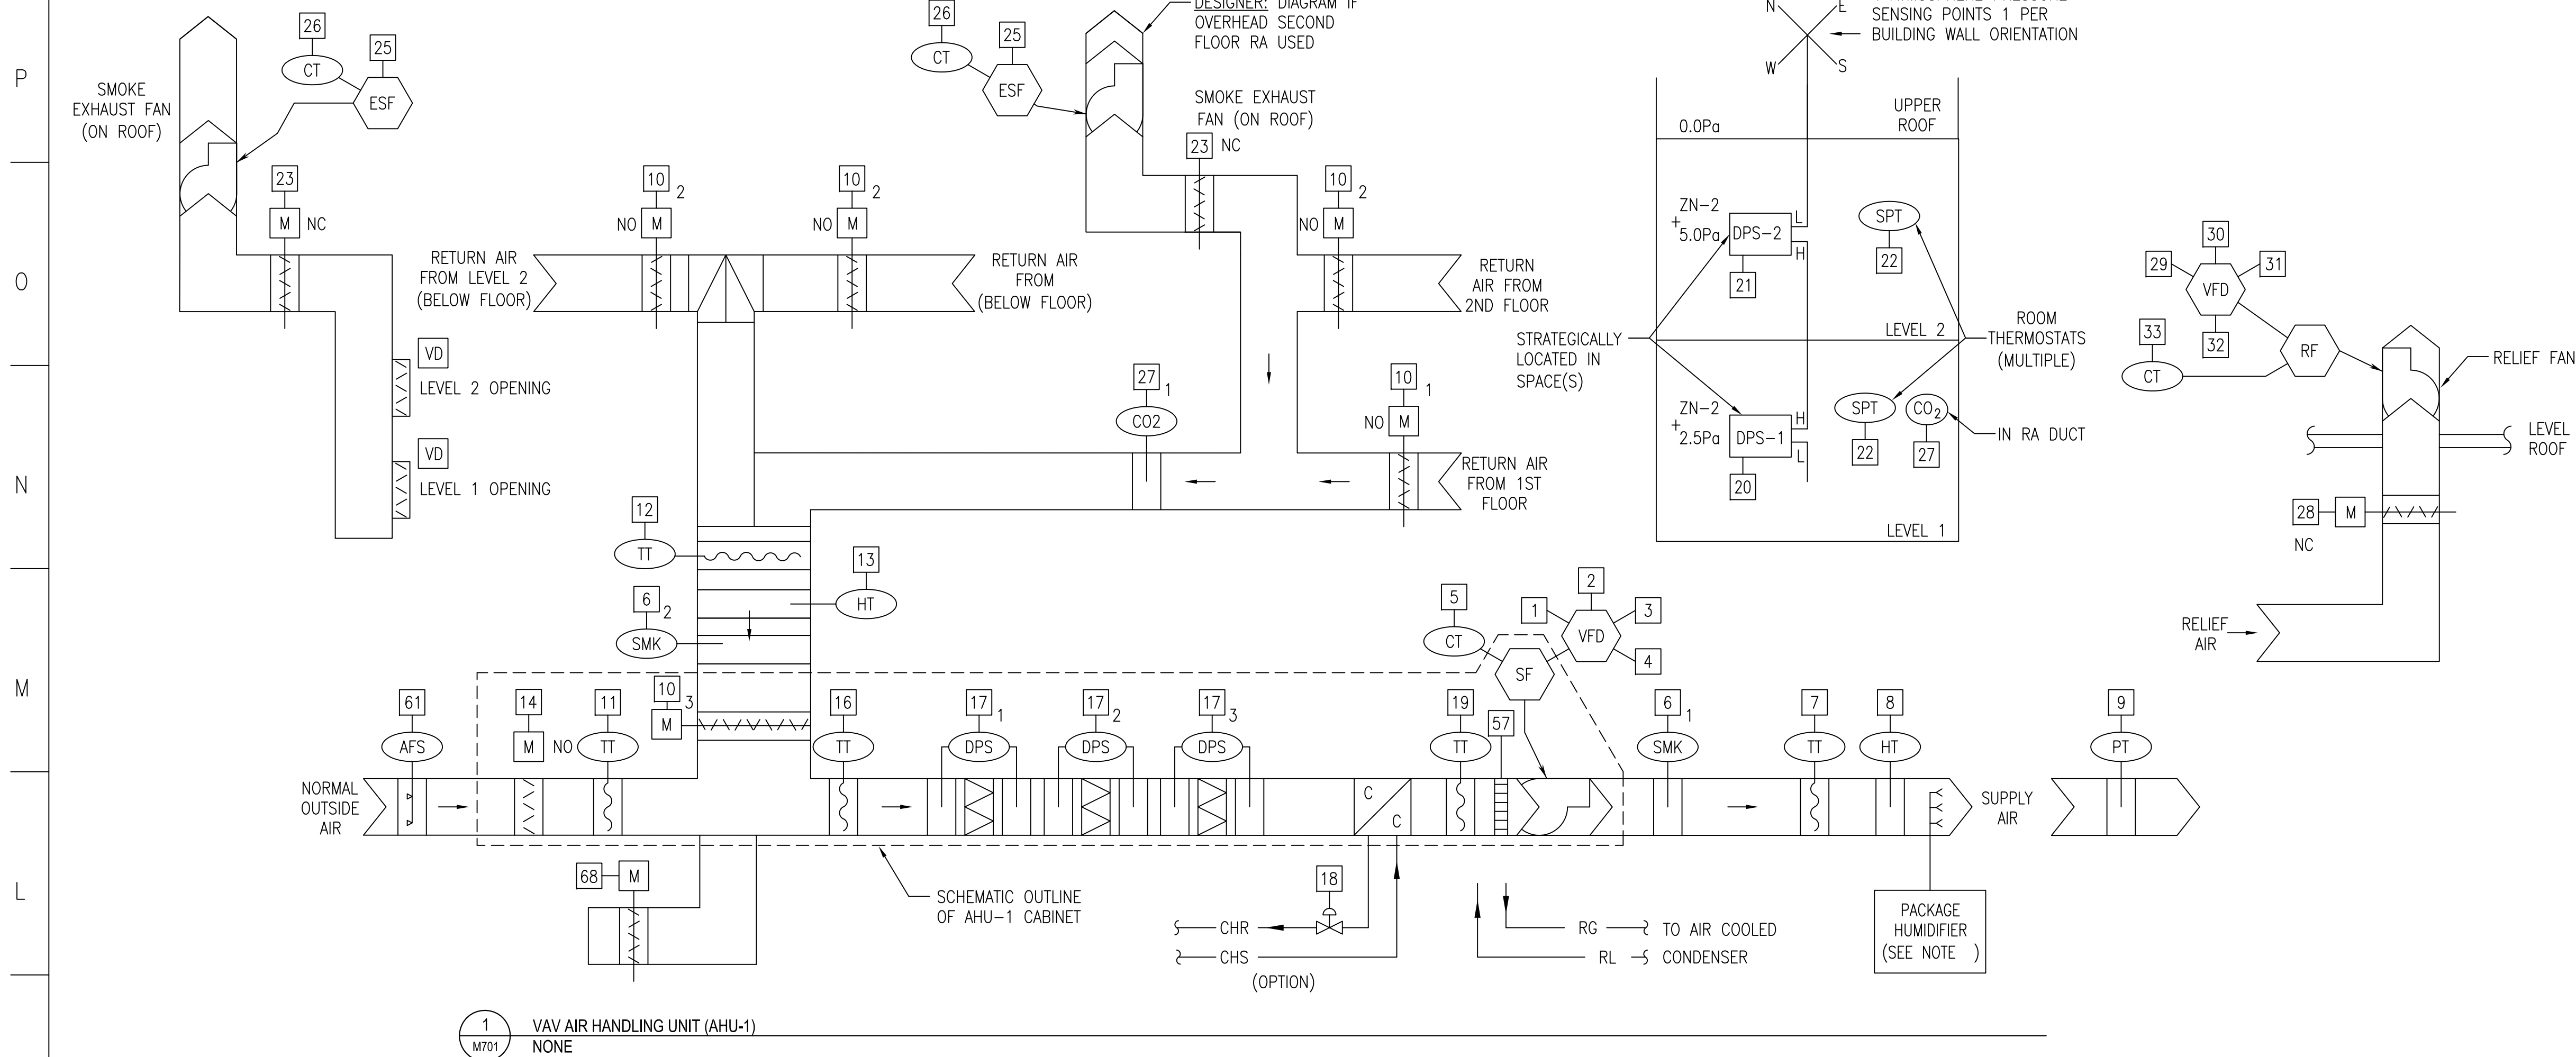 P
O
N
M
L
26
CT
25
ESF
SMOKE
EXHAUST FAN
(ON ROOF)
23
M
NC
VD
LEVEL 2 OPENING
VD
LEVEL 1 OPENING
10
2
NO
M
10
2
NO
M
RETURN AIR
FROM LEVEL 2
(BELOW FLOOR)
RETURN AIR
FROM
(BELOW FLOOR)
26
CT
25
ESF
DESIGNER: DIAGRAM IF
OVERHEAD SECOND
FLOOR RA USED
SMOKE EXHAUST
FAN (ON ROOF)
23
NC
10
2
NO
M
RETURN
AIR FROM
2ND FLOOR
27
1
CO2
10
1
NO
M
RETURN AIR
FROM 1ST
FLOOR
N
E
W
S
SENSING POINTS 1 PER
BUILDING WALL ORIENTATION
UPPER
ROOF
0.0Pa
ZN-2
+
5.0Pa
DPS-2
L
H
21
SPT
22
LEVEL 2
STRATEGICALLY
LOCATED IN
SPACE(S)
ROOM
THERMOSTATS
(MULTIPLE)
ZN-2
+
2.5Pa
DPS-1
H
L
20
SPT
22
CO2
27
IN RA DUCT
LEVEL 1
30
29
31
VFD
32
33
CT
RF
RELIEF FAN
LEVEL
ROOF
28
M
NC
RELIEF
AIR
12
TT
13
HT
6
2
SMK
10
3
M
61
AFS
14
M
NO
11
TT
16
TT
17
1
DPS
17
2
DPS
17
3
DPS
5
CT
1
2
3
4
VFD
SF
19
TT
57
6
1
SMK
7
TT
8
HT
9
PT
NORMAL
OUTSIDE
AIR
C
C
SUPPLY
AIR
68
M
SCHEMATIC OUTLINE
OF AHU-1 CABINET
18
CHR
CHS
(OPTION)
RG
TO AIR COOLED
RL
CONDENSER
PACKAGE
HUMIDIFIER
(SEE NOTE )
1
M701
VAV AIR HANDLING UNIT (AHU-1)
NONE